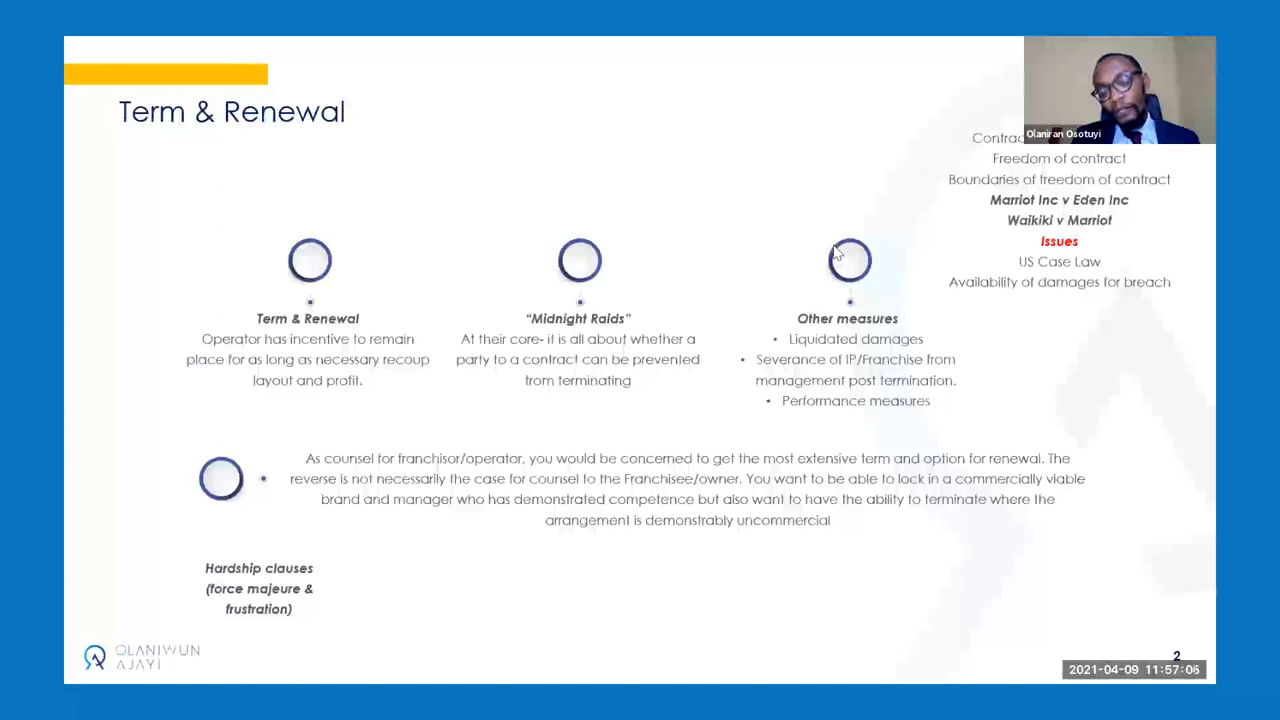 Term & Renewal
Olaniran Osotuyi
Freedom of contract
Boundaries of freedom of contract
Marriot Inc v Eden Inc
Waikiki v Marriot
Issues
US Case Law
Availability of damages for breach
Term & Renewal
Operator has incentive to remain
place for as long as necessary recoup
layout and profit.
“Midnight Raids”
At their core- it is all about whether a
party to a contract can be prevented
from terminating
Other measures
• Liquidated damages
• Severance of IP/Franchise from
management post termination.
• Performance measures
As counsel for franchisor/operator, you would be concerned to get the most extensive term and option for renewal. The
reverse is not necessarily the case for counsel to the Franchisee/owner. You want to be able to lock in a commercially viable
brand and manager who has demonstrated competence but also want to have the ability to terminate where the
arrangement is demonstrably uncommercial
Hardship clauses
(force majeure &
frustration)
OLANIWUN
AJAYI
2
2021-04-09 11:57:06